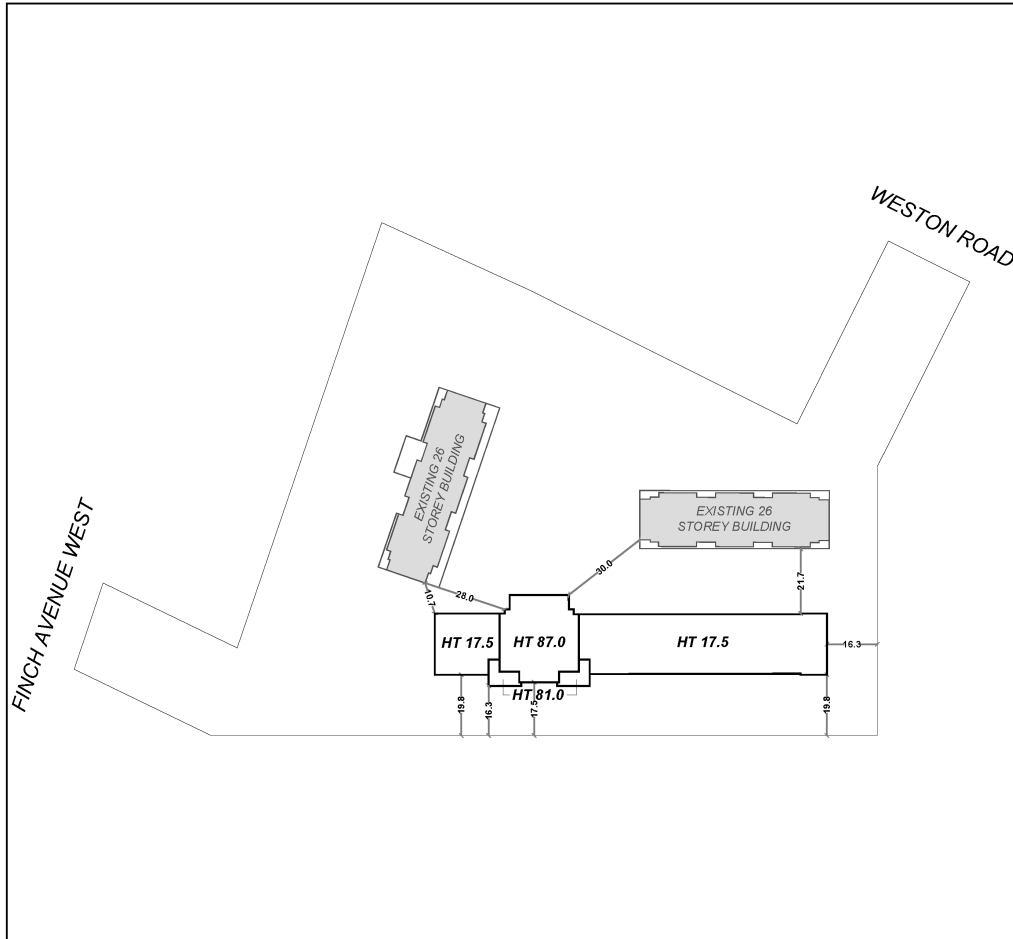 WESTON ROAD
EXISTING 26
STOREY BUILDING
EXISTING 26
STOREY BUILDING
FINCH AVENUE WEST
30.0
21.7
10.7
28.0
HT 17.5
HT 87.0
HT 17.5
16.3
HT 81.0
19.8
16.3
17.5
19.8